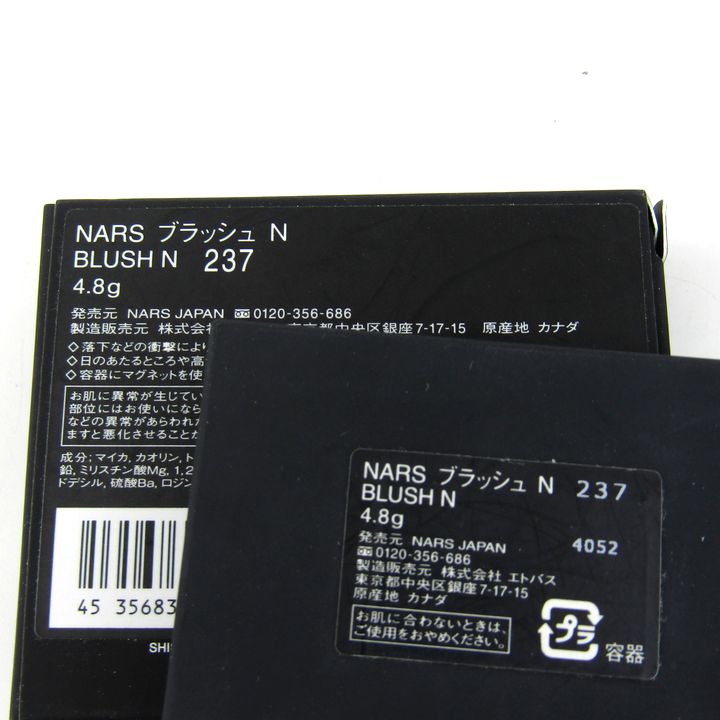 NARS ブラッシュ N
BLUSH N 237
4.8g
発売元 NARS JAPAN 0120-356-686
製造販売元 株式会社 東京都中央区銀座7-17-15 原産地 カナダ
◇落下などの衝撃により
◇日のあたるところや高
◇容器にマグネットを使
お肌に異常が生じてい
部位にはお使いになら
などの異常があらわれた
ますと悪化させることが
成分:マイカ, カオリン, ト
鉛, ミリスチン酸Mg, 1,2
ドデシル, 硫酸Ba, ロジン
45 35683
SHIS
NARS ブラッシュ N 237
BLUSH N
4.8g
発売元 NARS JAPAN 4052
0120-356-686
製造販売元 株式会社 エトバス
東京都中央区銀座7-17-15
原産地 カナダ
お肌に合わないときは、
ご使用をおやめください。
プラ
容器